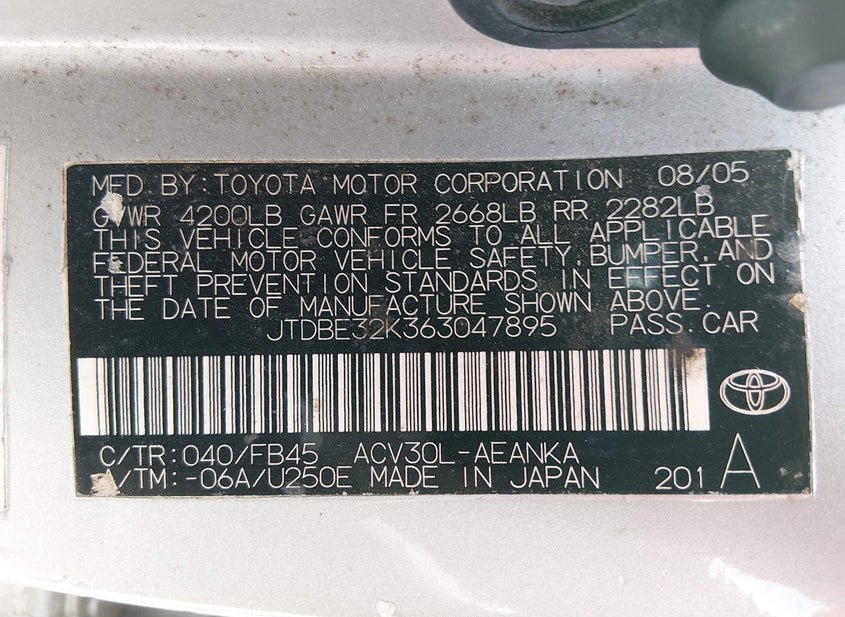 MFD BY: TOYOTA MOTOR CORPORATION 08/05
GVWR 4200LB GAWR FR 2668LB RR 2282LB
THIS VEHICLE CONFORMS TO ALL APPLICABLE
FEDERAL MOTOR VEHICLE SAFETY, BUMPER, AND
THEFT PREVENTION STANDARDS IN EFFECT ON
THE DATE OF MANUFACTURE SHOWN ABOVE.
JTDBE32K363047895 PASS.CAR
C/TR:040/FB45 ACV30L-AEANKA
A/TM:-06A/U250E MADE IN JAPAN 201 A